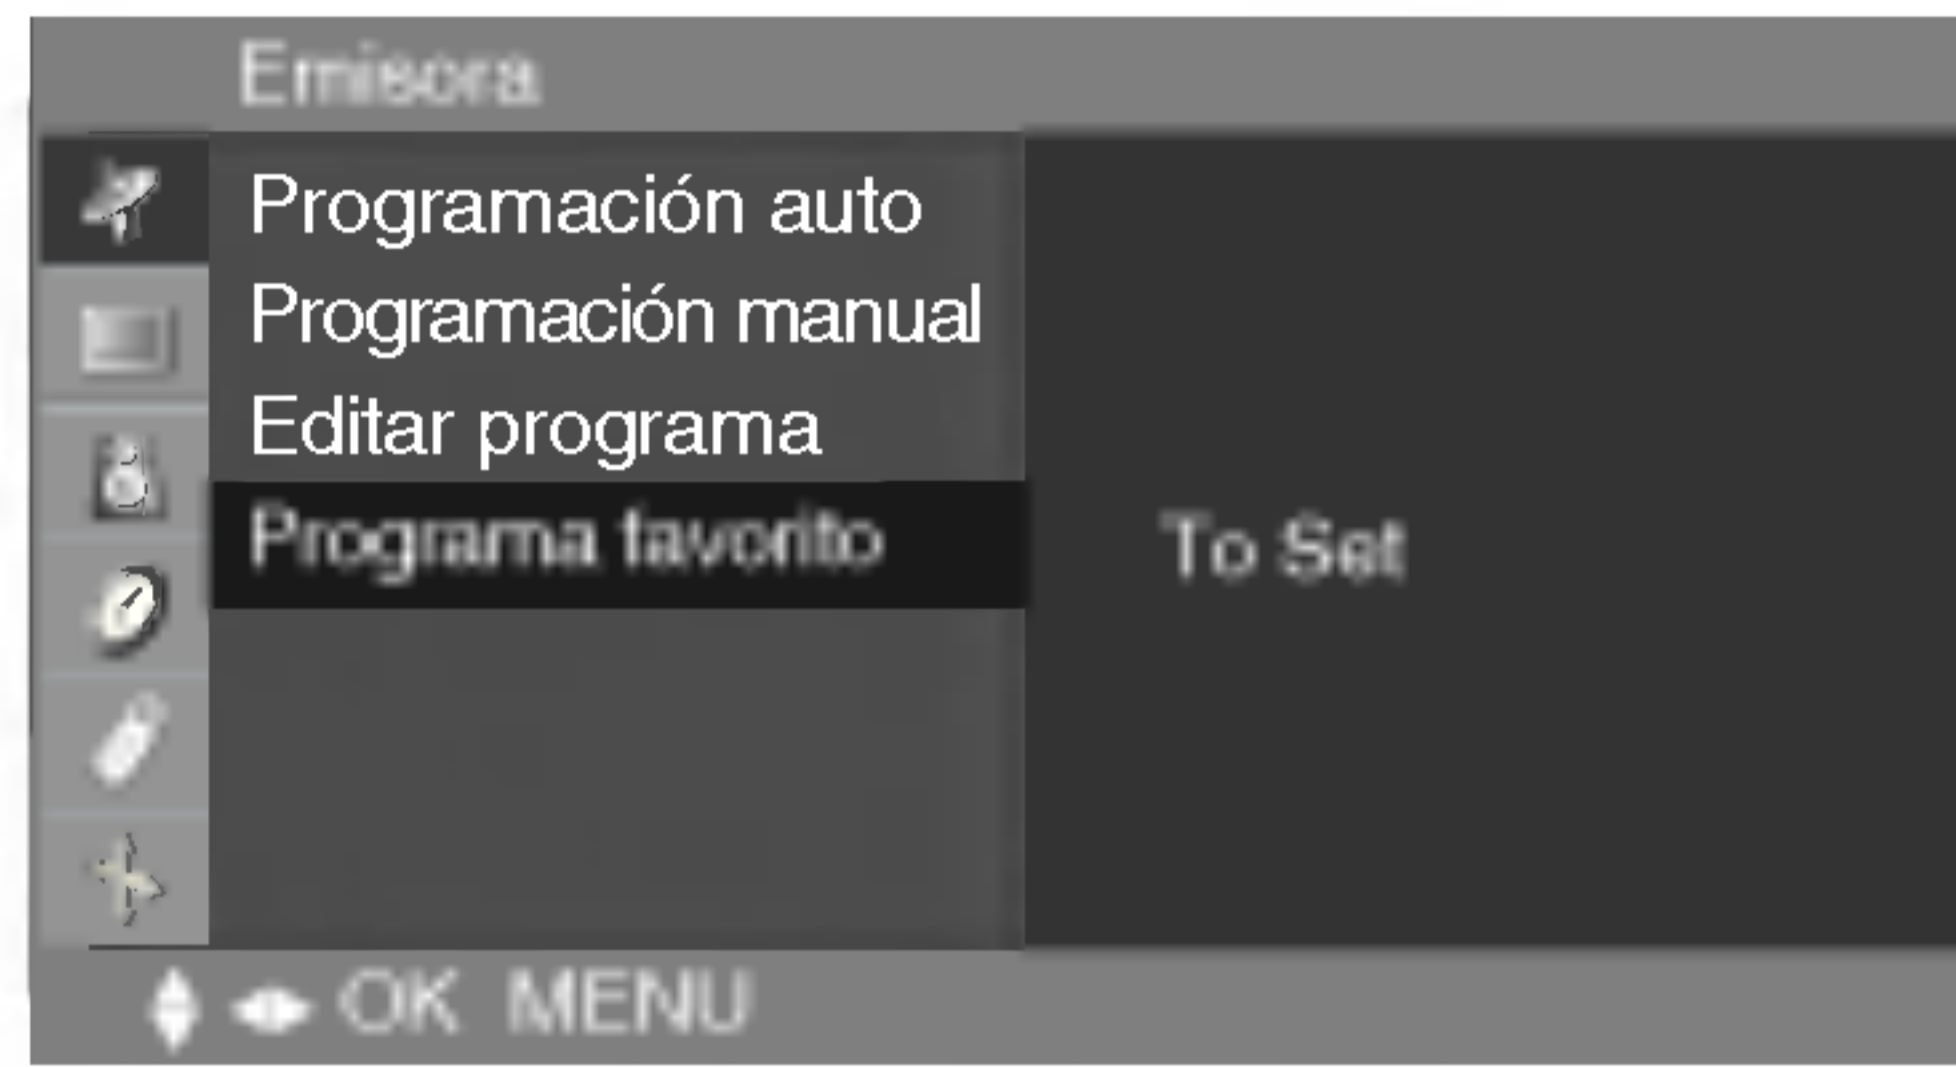 Emisora
Programación auto
Programación manual
Editar programa
Programa favorito To Set
OK MENU